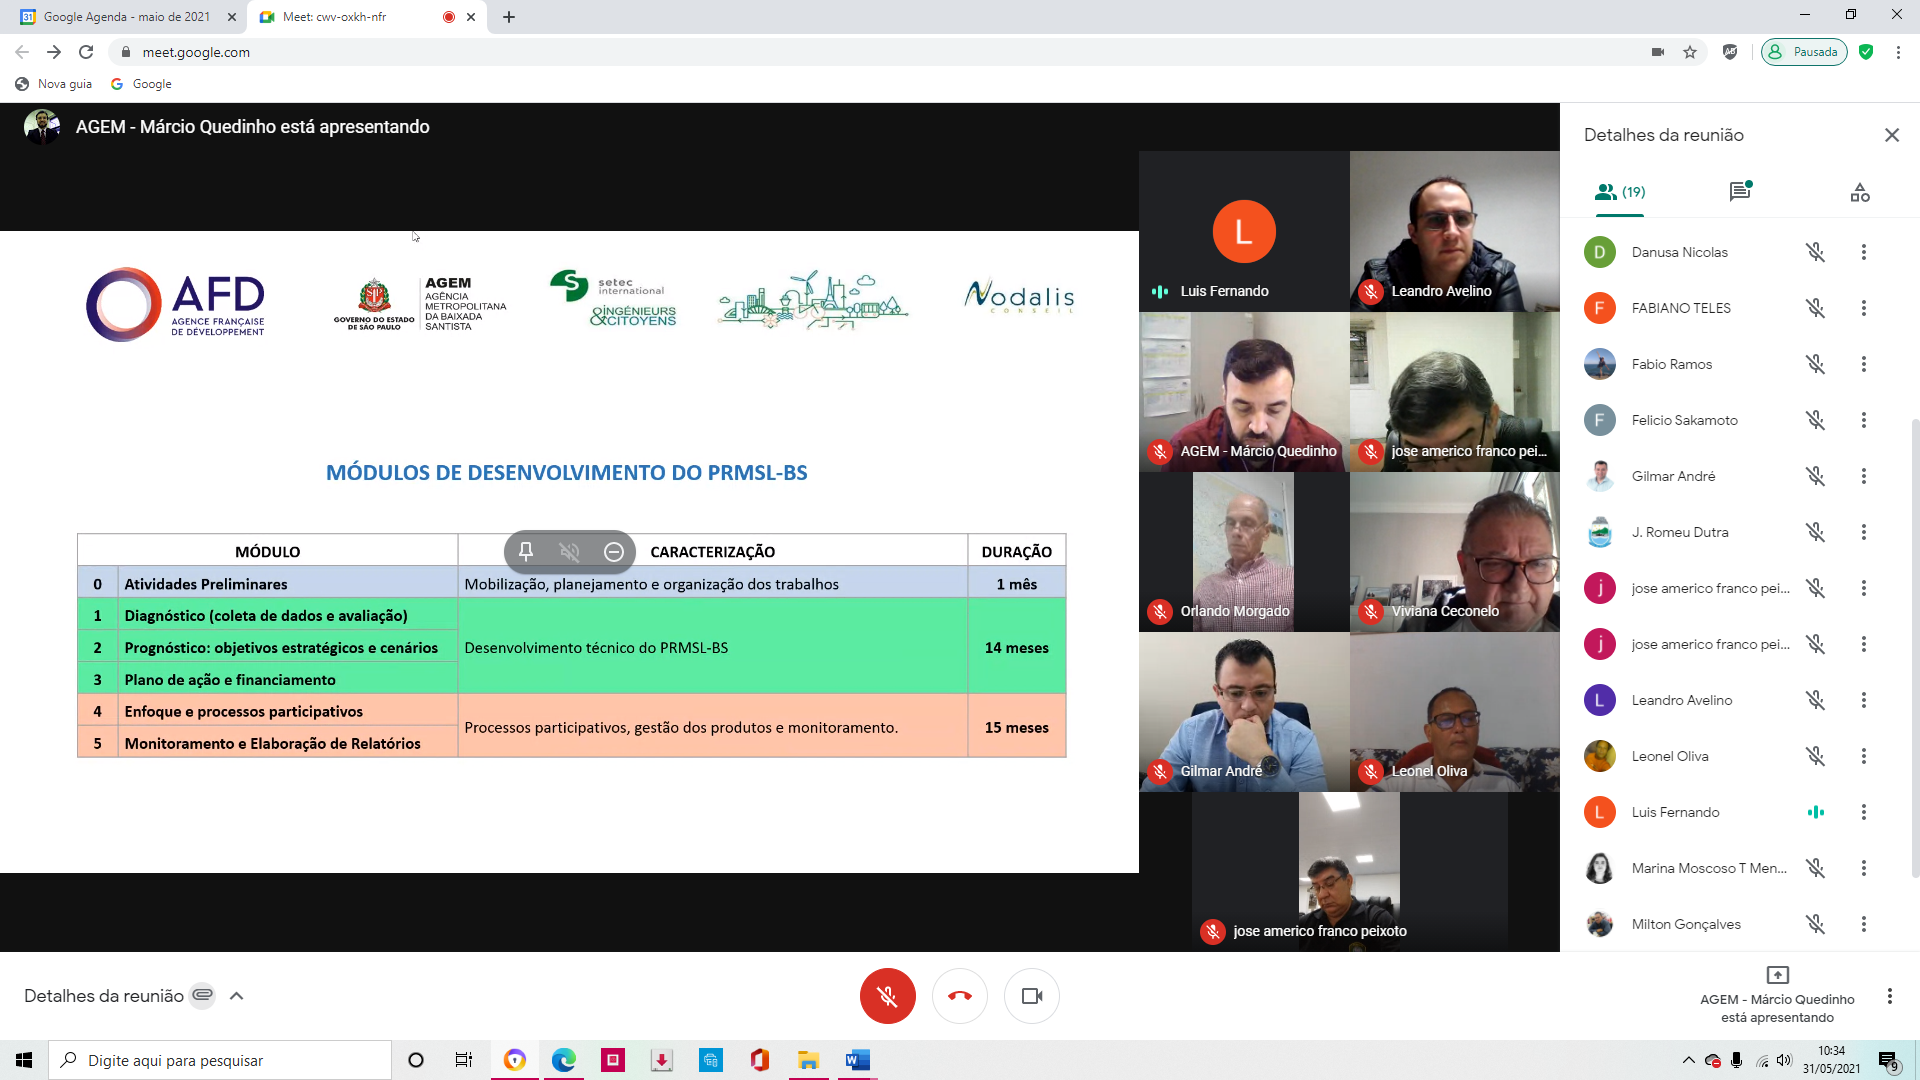 Google Agenda - maio de 2021
Meet: cwv-oxkh-nfr
meet.google.com
Pausada
Nova guia
Google
AGEM - Márcio Quedinho está apresentando
AFD
AGENCE FRANÇAISE
DE DÉVELOPPEMENT
GOVERNO DO ESTADO
DE SÃO PAULO
AGEM
AGÊNCIA
METROPOLITANA
DA BAIXADA
SANTISTA
setec
international
&INGÉNIEURS
&CITOYENS
Nodalis
CONSEIL
MÓDULOS DE DESENVOLVIMENTO DO PRMSL-BS
MÓDULO CARACTERIZAÇÃO DURAÇÃO
0 Atividades Preliminares Mobilização, planejamento e organização dos trabalhos 1 mês
1 Diagnóstico (coleta de dados e avaliação)
2 Prognóstico: objetivos estratégicos e cenários Desenvolvimento técnico do PRMSL-BS 14 meses
3 Plano de ação e financiamento
4 Enfoque e processos participativos
Processos participativos, gestão dos produtos e monitoramento. 15 meses
5 Monitoramento e Elaboração de Relatórios
L
Luis Fernando
Leandro Avelino
AGEM - Márcio Quedinho
jose americo franco pei...
Orlando Morgado
Viviana Ceconelo
Gilmar André
Leonel Oliva
jose americo franco peixoto
Detalhes da reunião
(19)
D Danusa Nicolas
F FABIANO TELES
Fabio Ramos
F Felicio Sakamoto
Gilmar André
J. Romeu Dutra
j jose americo franco pei...
j jose americo franco pei...
L Leandro Avelino
Leonel Oliva
L Luis Fernando
Marina Moscoso T Men...
Milton Gonçalves
Detalhes da reunião
AGEM - Márcio Quedinho
está apresentando
Digite aqui para pesquisar
10:34
31/05/2021
9